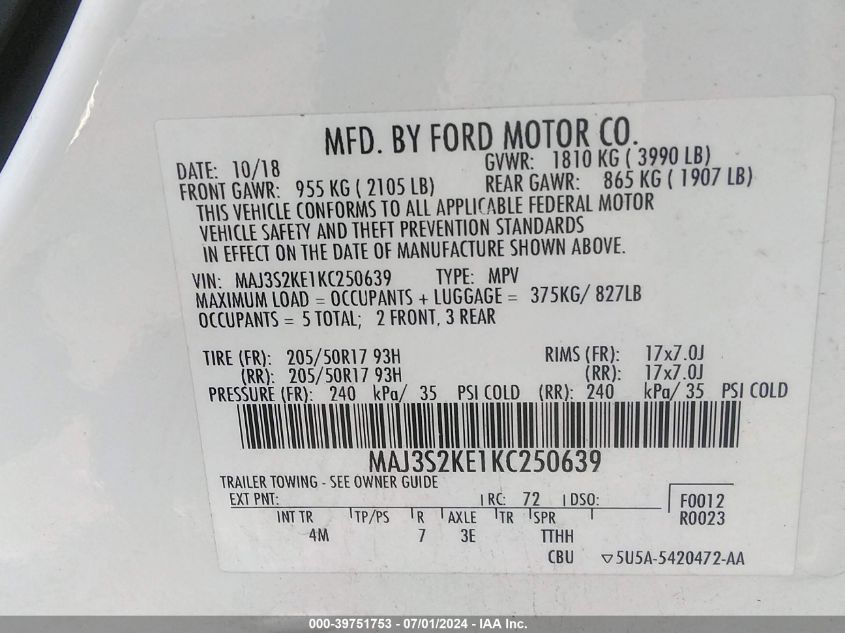 MFD. BY FORD MOTOR CO.
DATE: 10/18 GVWR: 1810 KG ( 3990 LB)
FRONT GAWR: 955 KG ( 2105 LB) REAR GAWR: 865 KG ( 1907 LB)
THIS VEHICLE CONFORMS TO ALL APPLICABLE FEDERAL MOTOR
VEHICLE SAFETY AND THEFT PREVENTION STANDARDS
IN EFFECT ON THE DATE OF MANUFACTURE SHOWN ABOVE.
VIN: MAJ3S2KE1KC250639 TYPE: MPV
MAXIMUM LOAD = OCCUPANTS + LUGGAGE = 375KG/ 827LB
OCCUPANTS = 5 TOTAL; 2 FRONT, 3 REAR
TIRE (FR): 205/50R17 93H RIMS (FR): 17x7.0J
(RR): 205/50R17 93H (RR): 17x7.0J
PRESSURE (FR): 240 kPa/ 35 PSI COLD (RR): 240 kPa/ 35 PSI COLD
MAJ3S2KE1KC250639
TRAILER TOWING - SEE OWNER GUIDE
EXT PNT: RC: 72 DSO: F0012
R0023
INT TR TP/PS R AXLE TR SPR
4M 7 3E TTHH
CBU ▽5U5A-5420472-AA
000-39751753 - 07/01/2024 - IAA Inc.